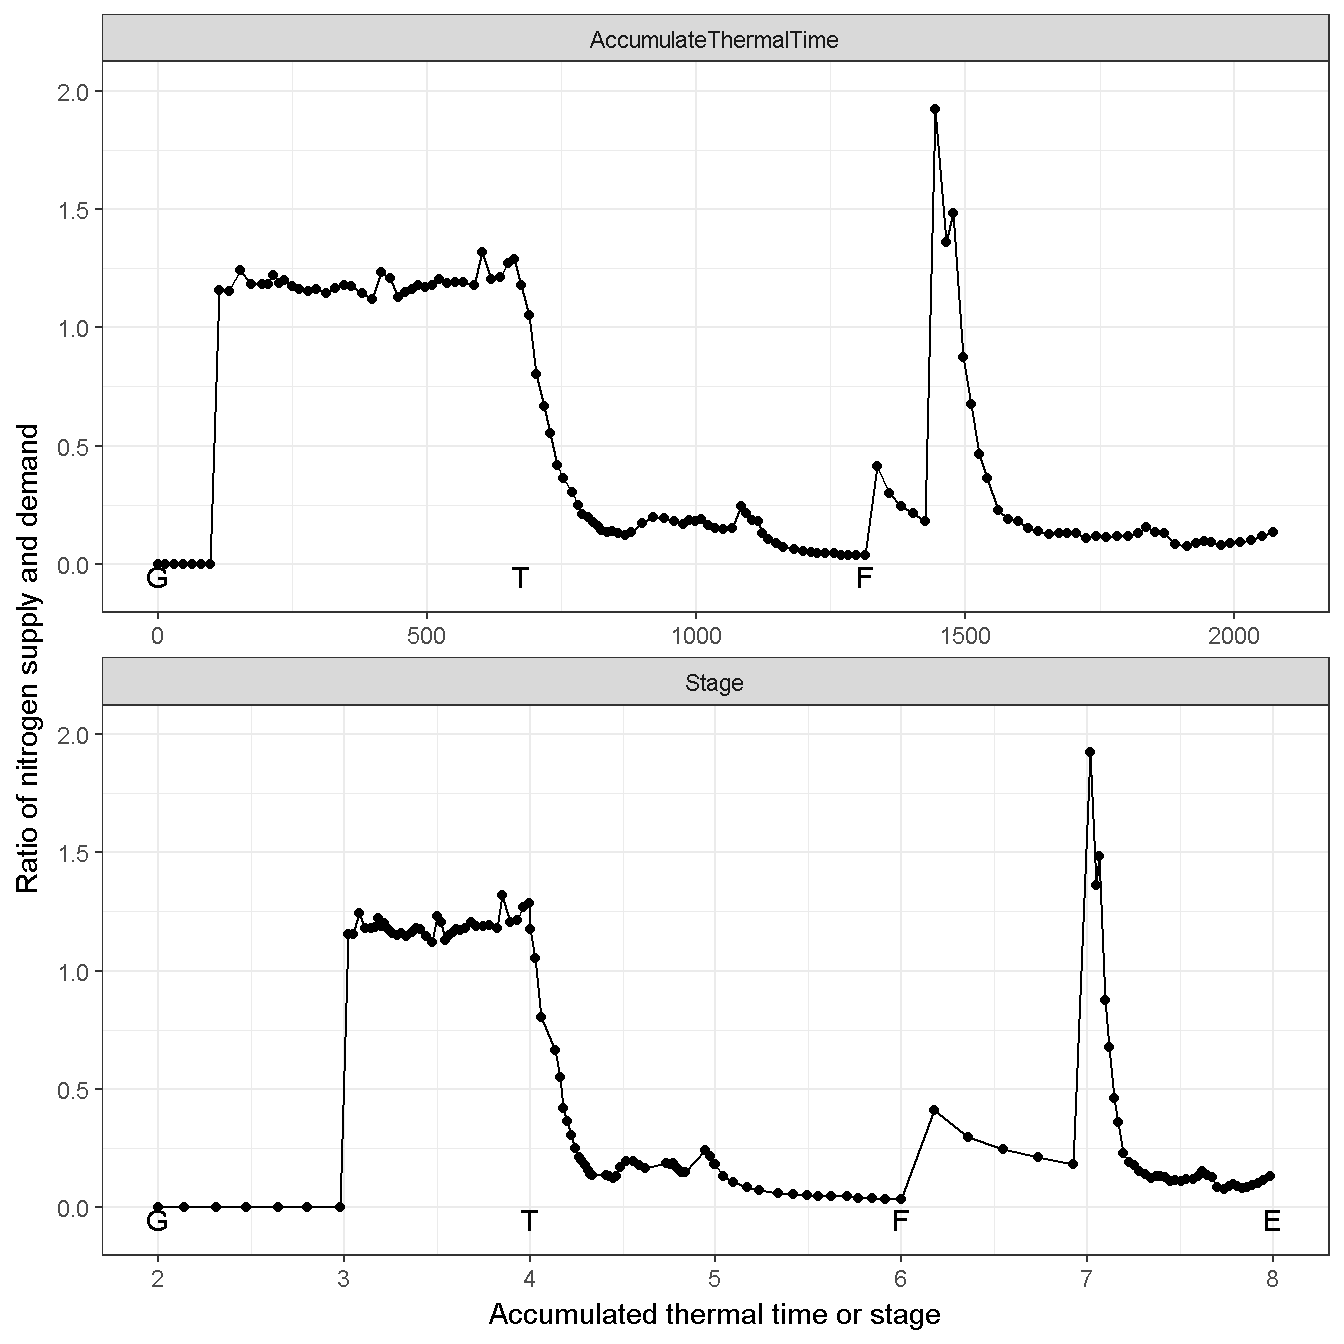 AccumulateThermalTime
2.0
1.5
1.0
0.5
0.0
G T F
0 500 1000 1500 2000
Ratio of nitrogen supply and demand
Stage
2.0
1.5
1.0
0.5
0.0
G T F E
2 3 4 5 6 7 8
Accumulated thermal time or stage